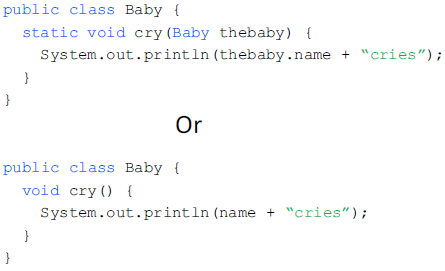 public class Baby {
  static void cry(Baby thebaby) {
    System.out.println(thebaby.name + “cries”);
  }
}
Or
public class Baby {
  void cry() {
    System.out.println(name + “cries”);
  }
}